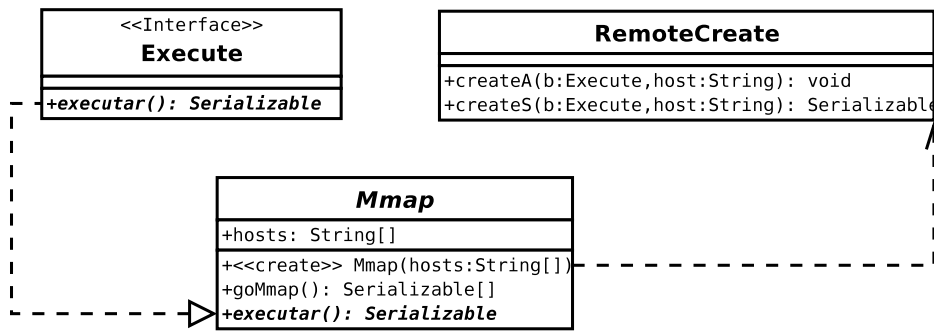 <<Interface>>
Execute
+executar(): Serializable
RemoteCreate
+createA(b:Execute,host:String): void
+createS(b:Execute,host:String): Serializable
Mmap
+hosts: String[]
+<<create>> Mmap(hosts:String[])
+goMmap(): Serializable[]
+executar(): Serializable